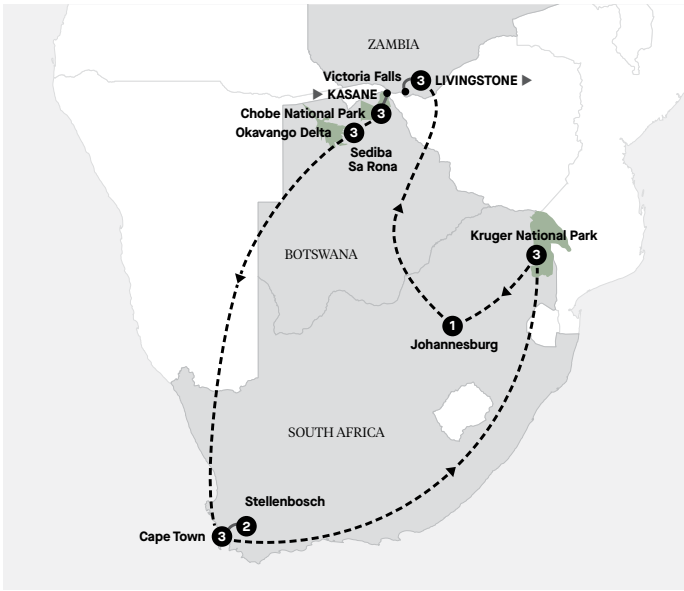 ZAMBIA
Victoria Falls
3
LIVINGSTONE
KASANE
Chobe National Park
3
Okavango Delta
3
Sediba
Sa Rona
Kruger National Park
3
BOTSWANA
1
Johannesburg
SOUTH AFRICA
Stellenbosch
2
Cape Town
3